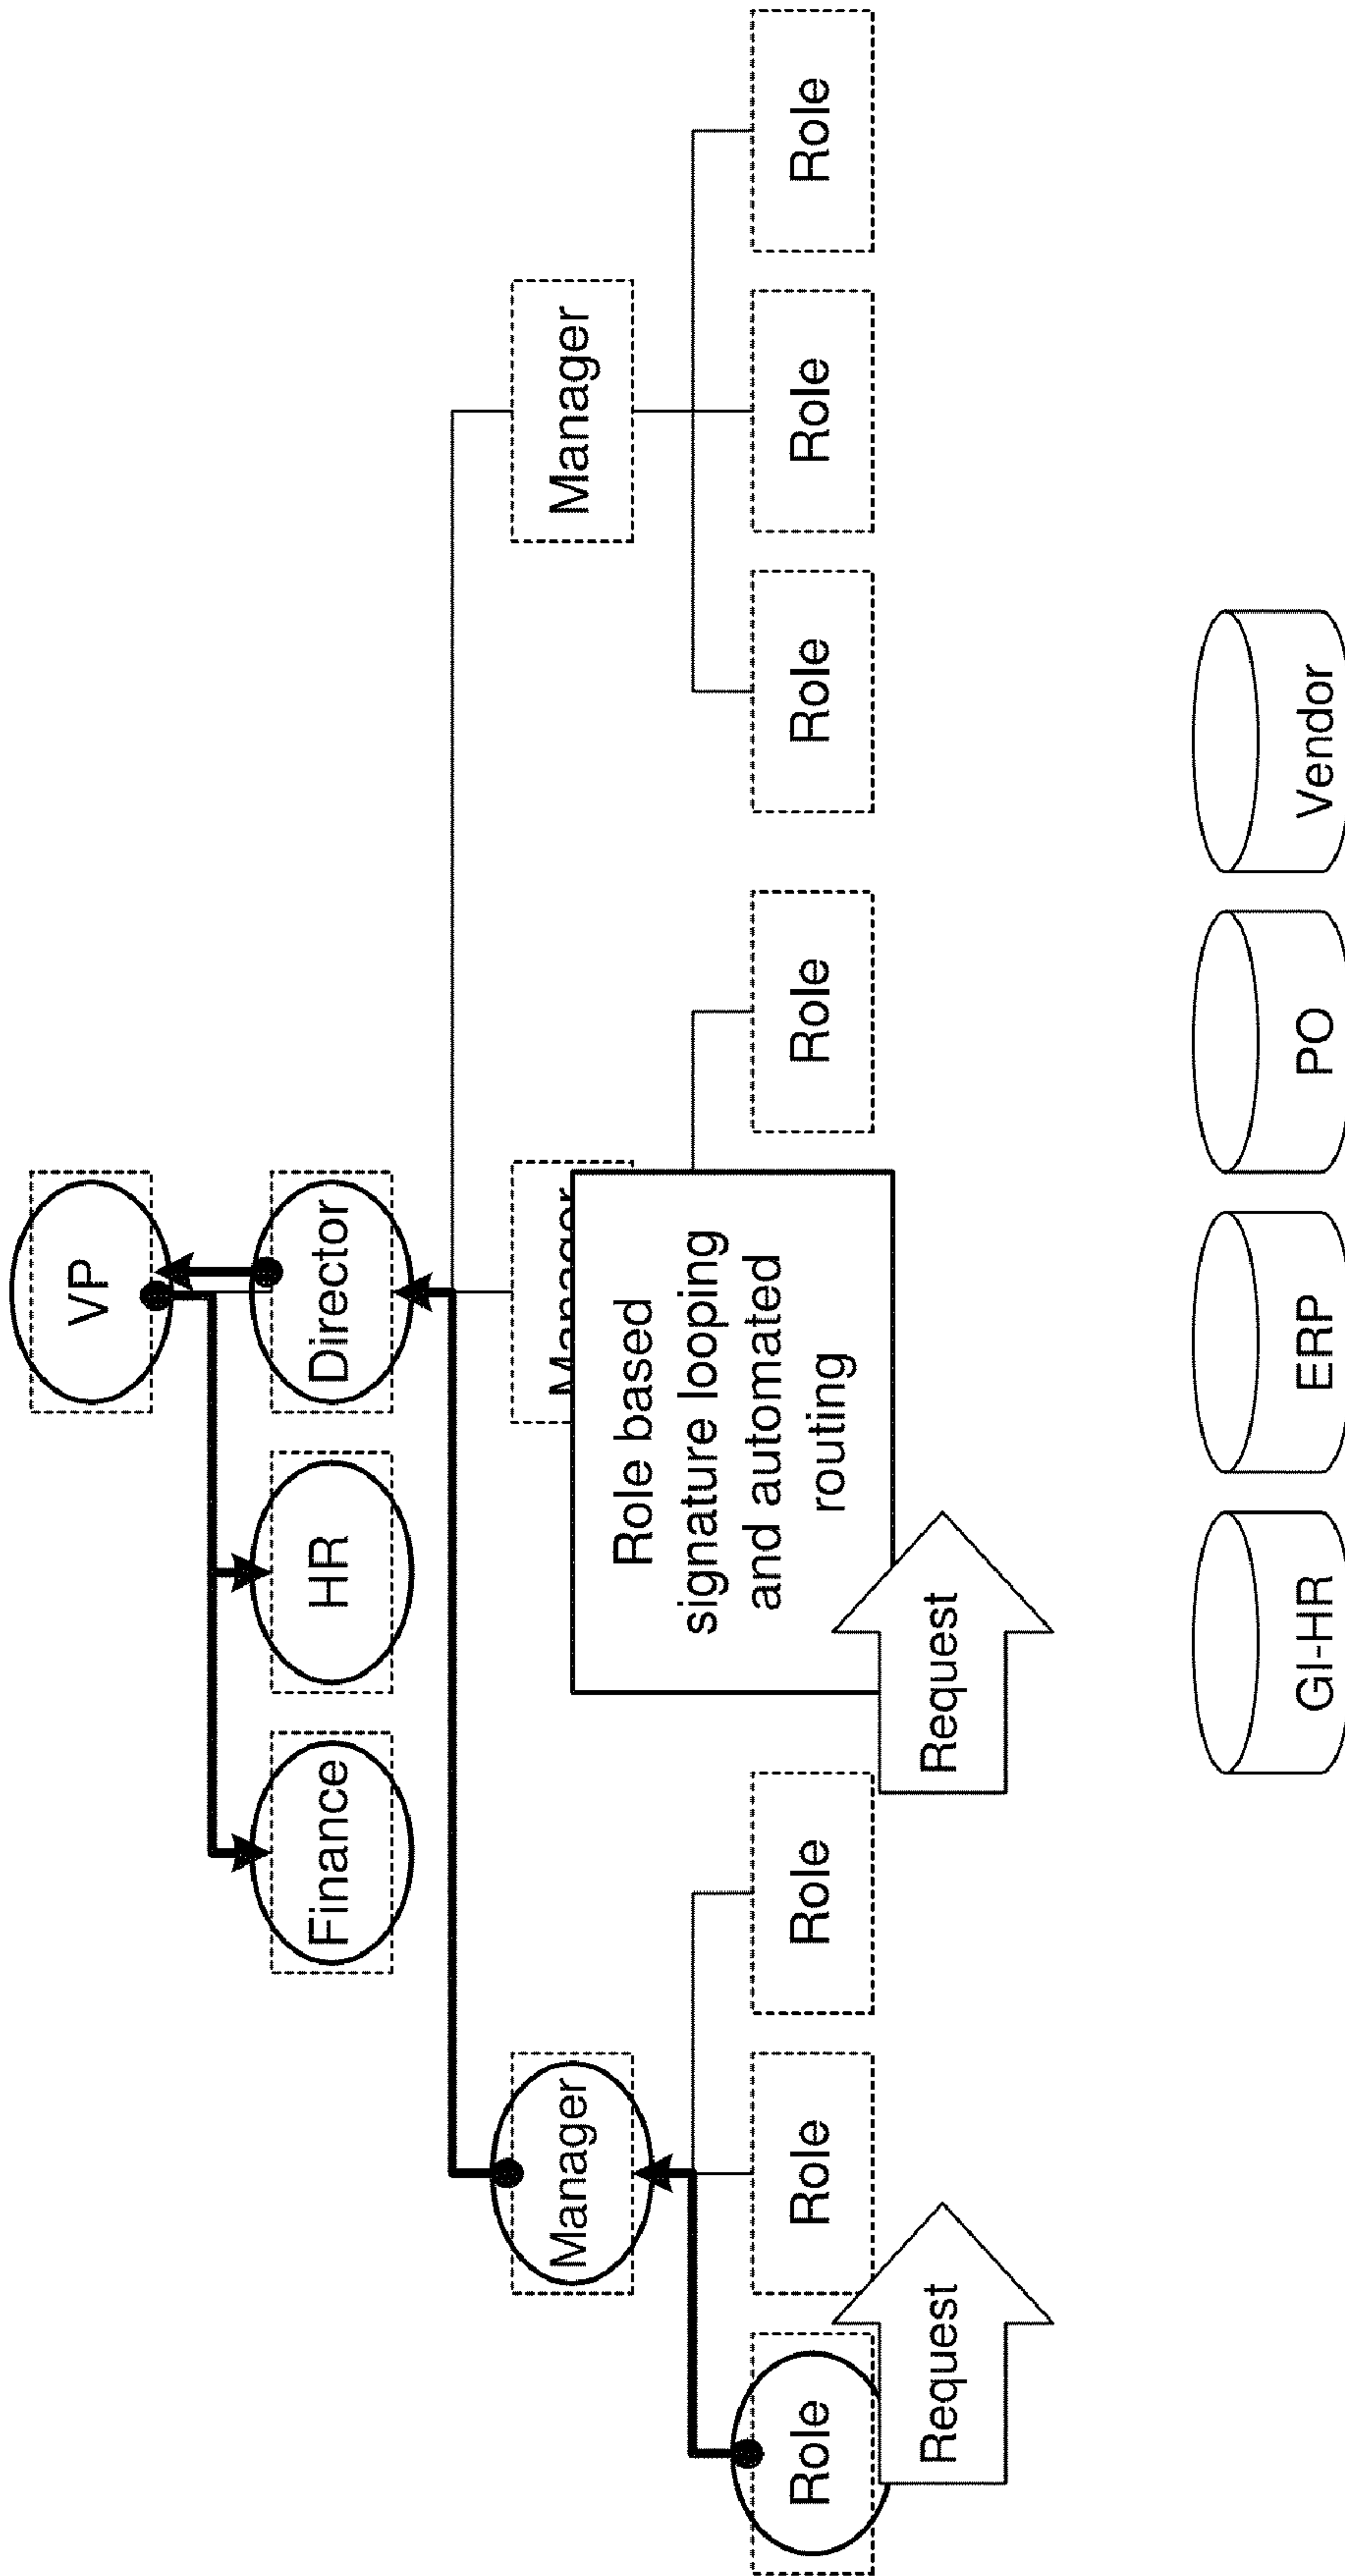 VP
Finance
HR
Director
Manager
Manager
Manager
Role based
signature looping
and automated
routing
Role
Role
Role
Role
Role
Role
Role
Request
Request
GI-HR
ERP
PO
Vendor